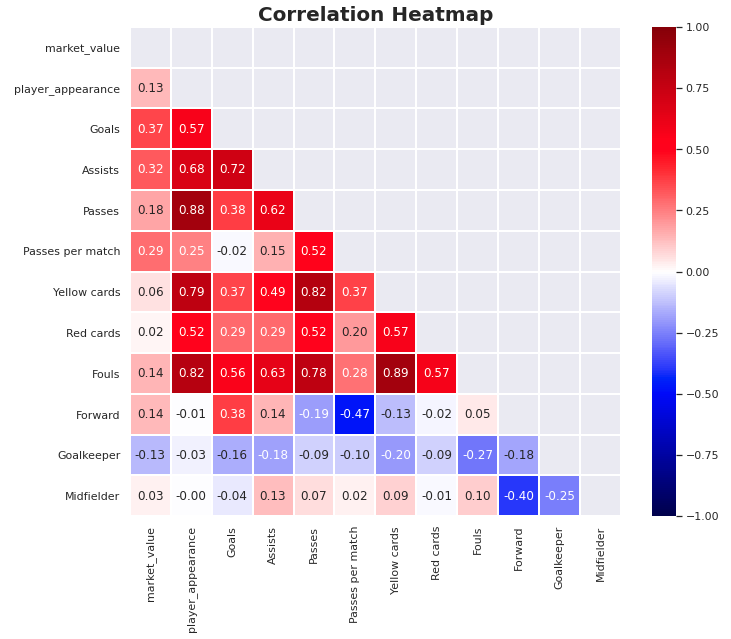 Correlation Heatmap
market_value
player_appearance 0.13
Goals 0.37 0.57
Assists 0.32 0.68 0.72
Passes 0.18 0.88 0.38 0.62
Passes per match 0.29 0.25 -0.02 0.15 0.52
Yellow cards 0.06 0.79 0.37 0.49 0.82 0.37
Red cards 0.02 0.52 0.29 0.29 0.52 0.20 0.57
Fouls 0.14 0.82 0.56 0.63 0.78 0.28 0.89 0.57
Forward 0.14 -0.01 0.38 0.14 -0.19 -0.47 -0.13 -0.02 0.05
Goalkeeper -0.13 -0.03 -0.16 -0.18 -0.09 -0.10 -0.20 -0.09 -0.27 -0.18
Midfielder 0.03 -0.00 -0.04 0.13 0.07 0.02 0.09 -0.01 0.10 -0.40 -0.25
market_value
player_appearance
Goals
Assists
Passes
Passes per match
Yellow cards
Red cards
Fouls
Forward
Goalkeeper
Midfielder
1.00
0.75
0.50
0.25
0.00
−0.25
−0.50
−0.75
−1.00